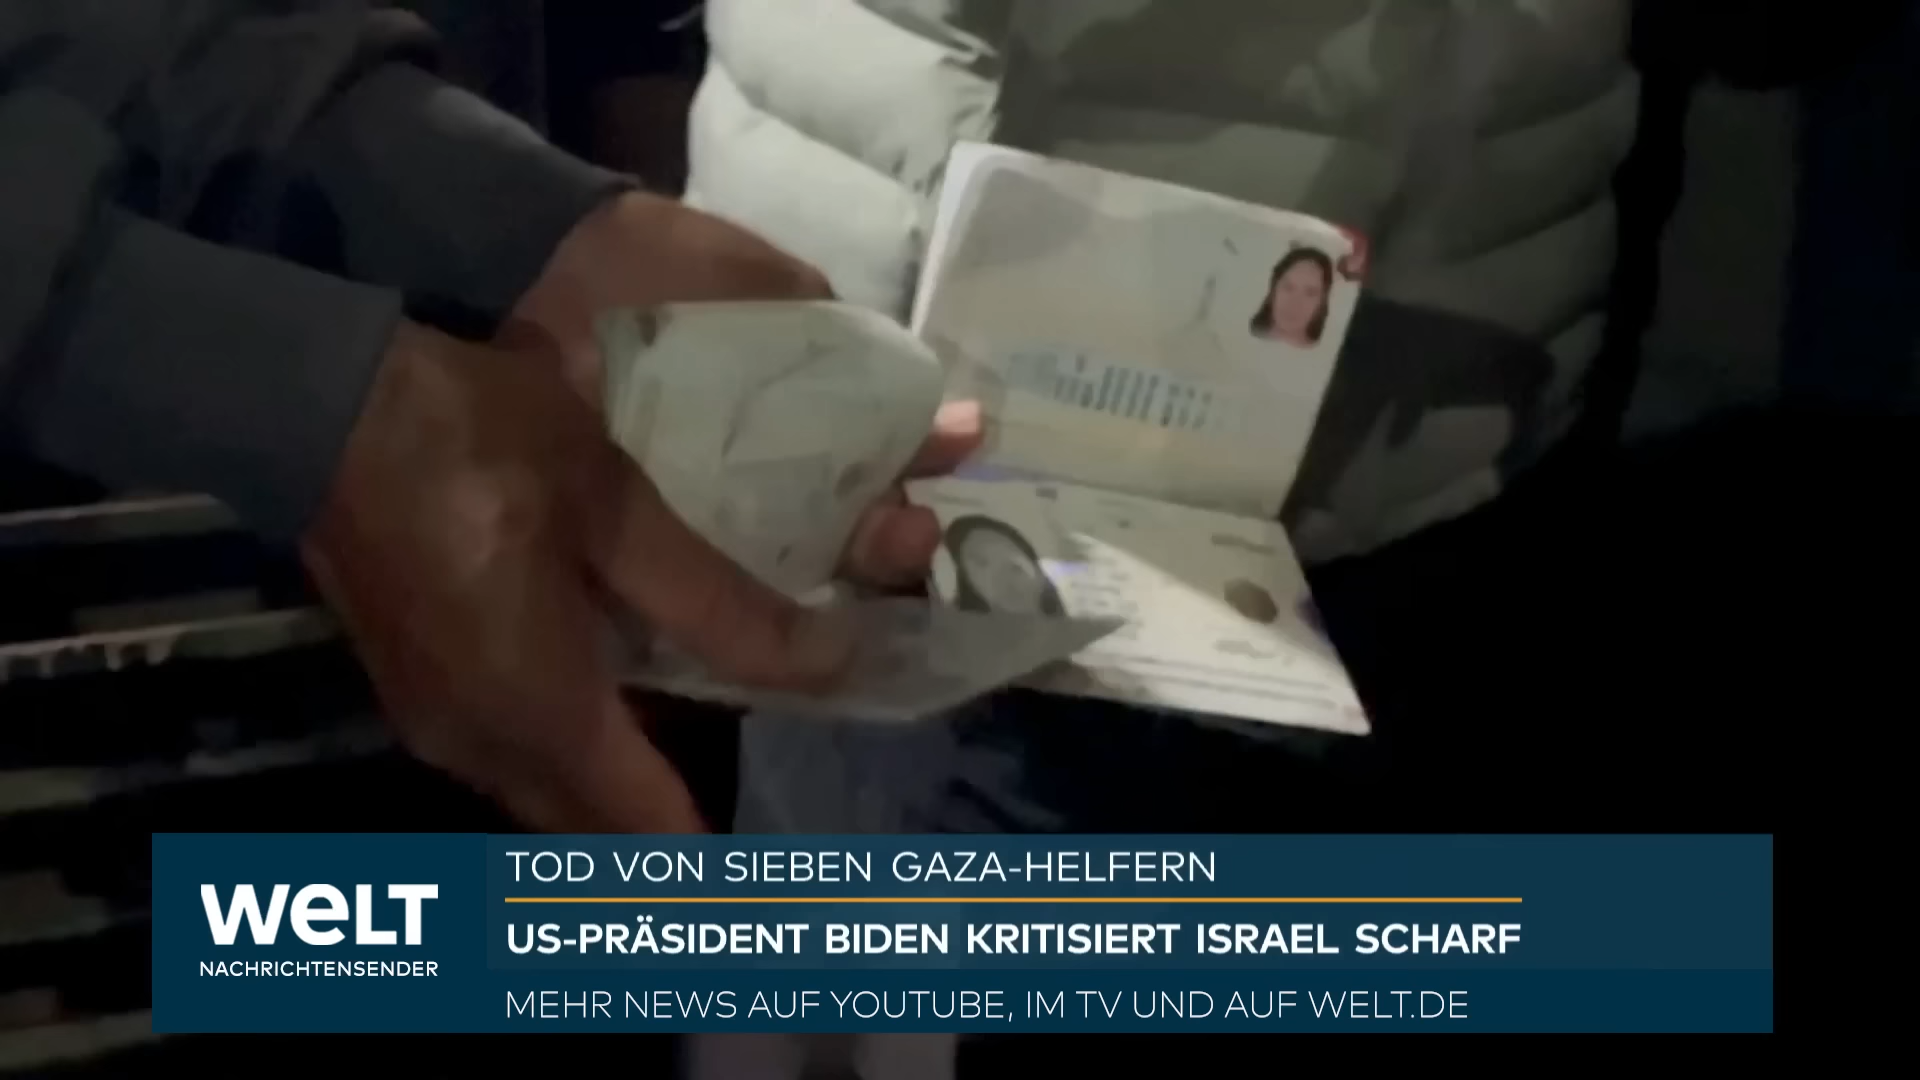 TOD VON SIEBEN GAZA-HELFERN
WELT
US-PRÄSIDENT BIDEN KRITISIERT ISRAEL SCHARF
NACHRICHTENSENDER
MEHR NEWS AUF YOUTUBE, IM TV UND AUF WELT.DE